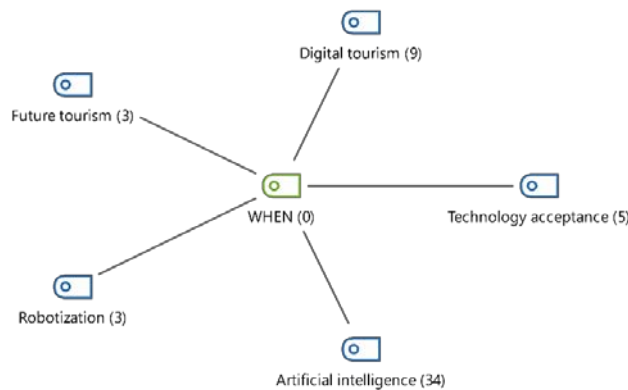 Digital tourism (9)
Future tourism (3)
WHEN (0)
Technology acceptance (5)
Robotization (3)
Artificial intelligence (34)